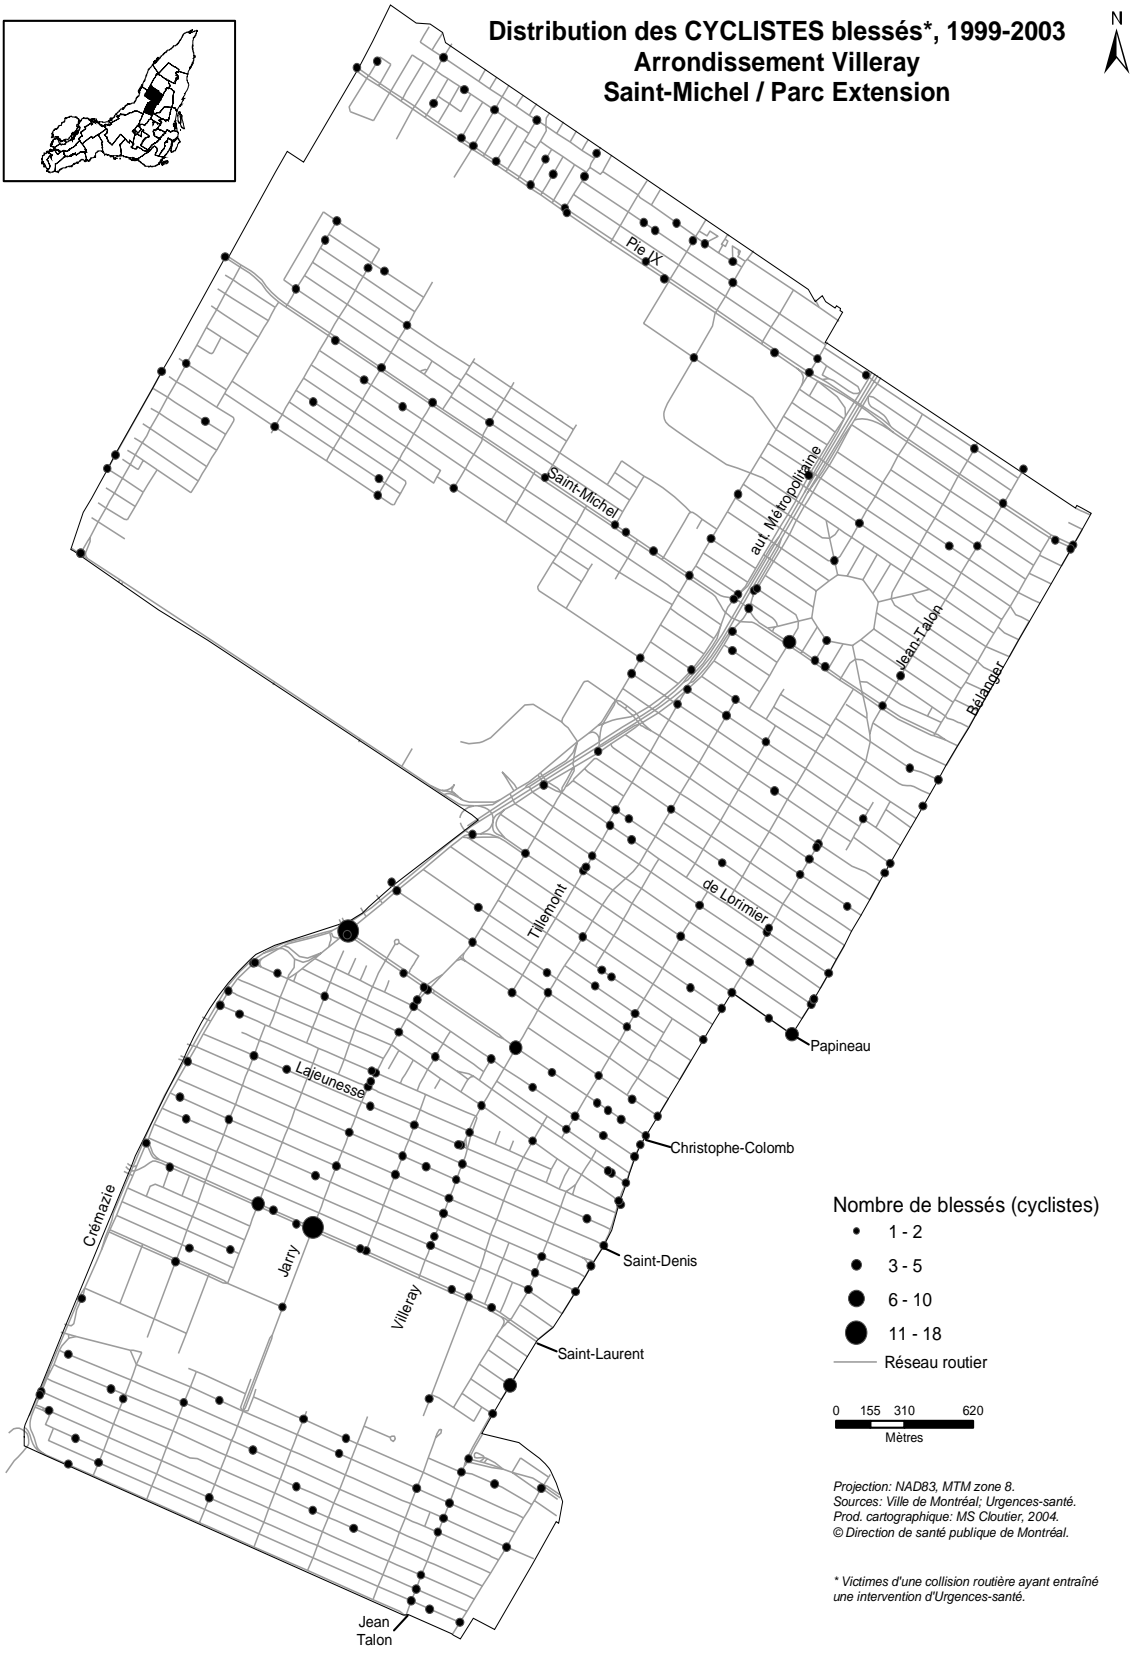 Distribution des CYCLISTES blessés*, 1999-2003
Arrondissement Villeray
Saint-Michel / Parc Extension
N
Pie IX
Saint-Michel
aut. Métropolitaine
Jean-Talon
Bélanger
de Lorimier
Tillemont
Papineau
Lajeunesse
Christophe-Colomb
Crémazie
Jarry
Villeray
Saint-Denis
Saint-Laurent
Jean
Talon
Nombre de blessés (cyclistes)
1 - 2
3 - 5
6 - 10
11 - 18
Réseau routier
0 155 310 620
Mètres
Projection: NAD83, MTM zone 8.
Sources: Ville de Montréal; Urgences-santé.
Prod. cartographique: MS Cloutier, 2004.
© Direction de santé publique de Montréal.
* Victimes d'une collision routière ayant entraîné
une intervention d'Urgences-santé.